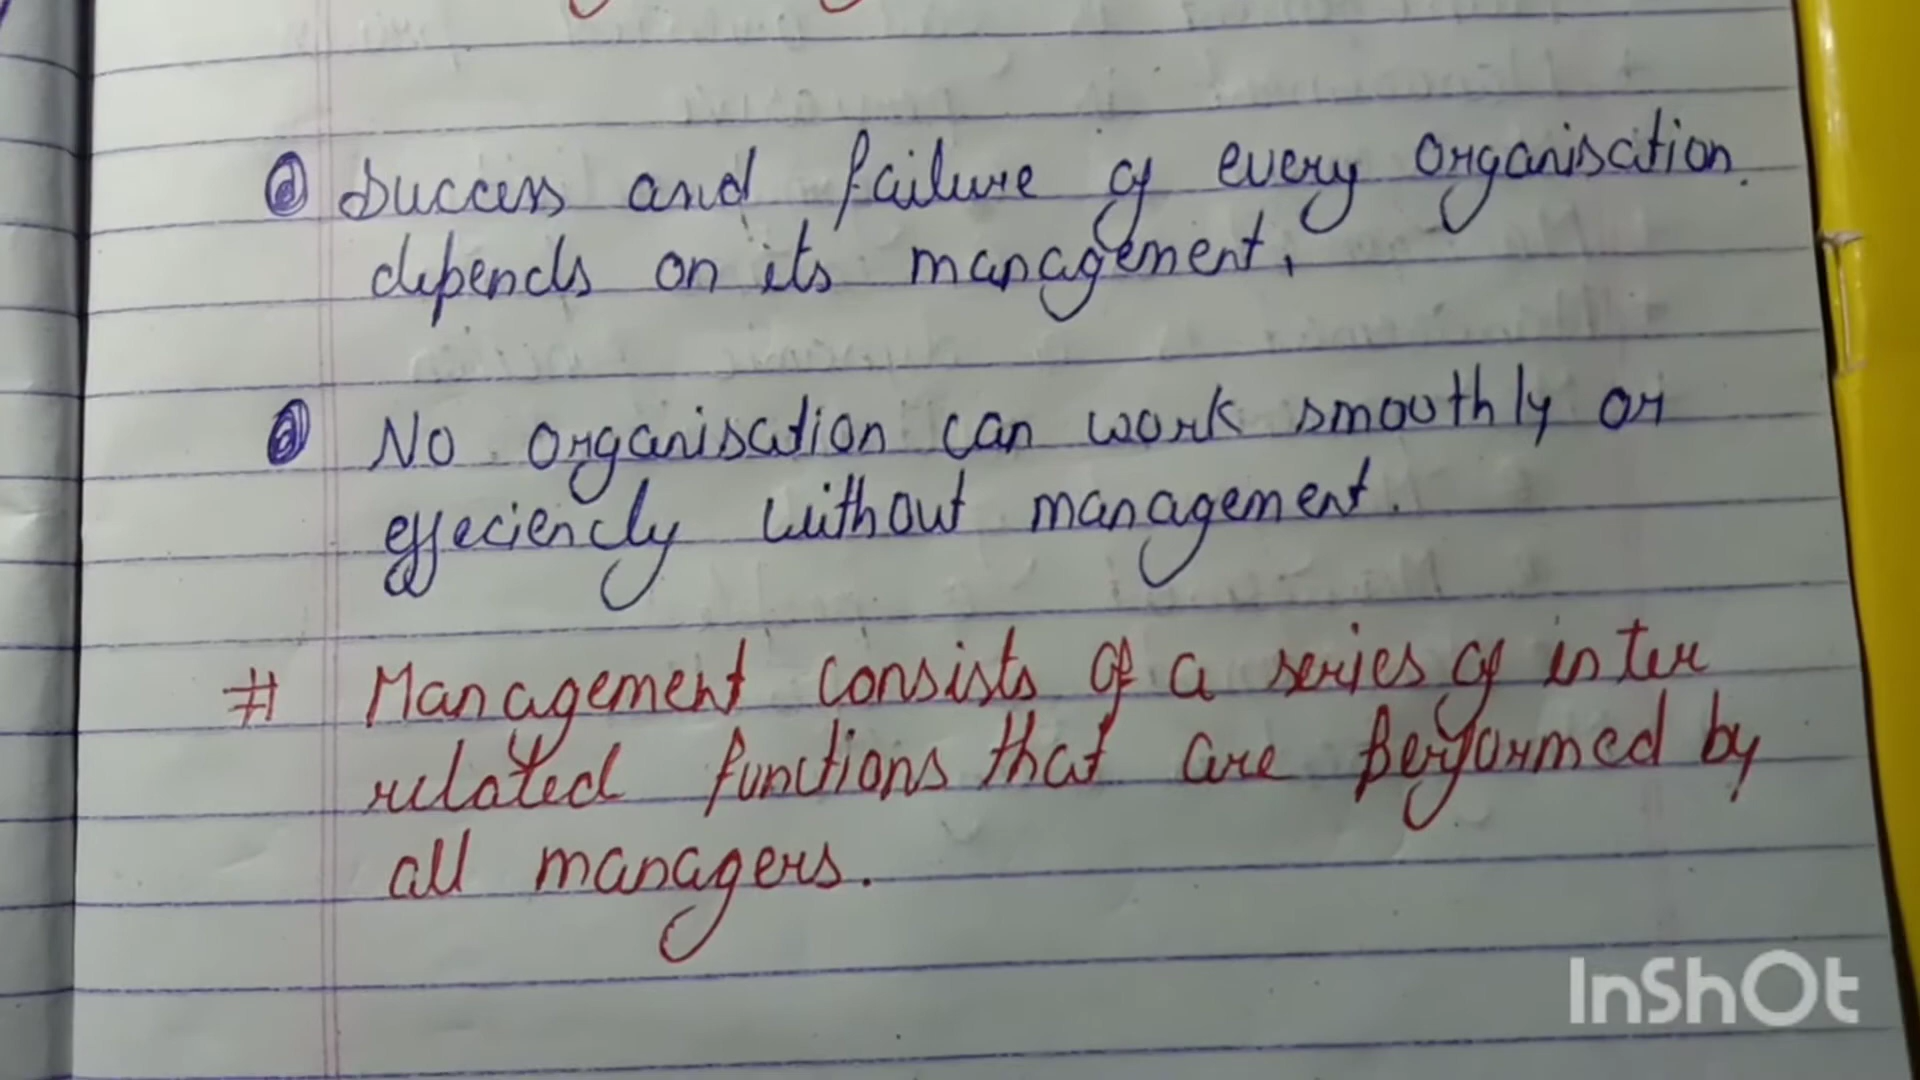 Success and failure of every organisation.
depends on its management.
No organisation can work smoothly or
effeciencly without management.
# Management consists of a series of inter
related functions that are performed by
all managers.
InShOt